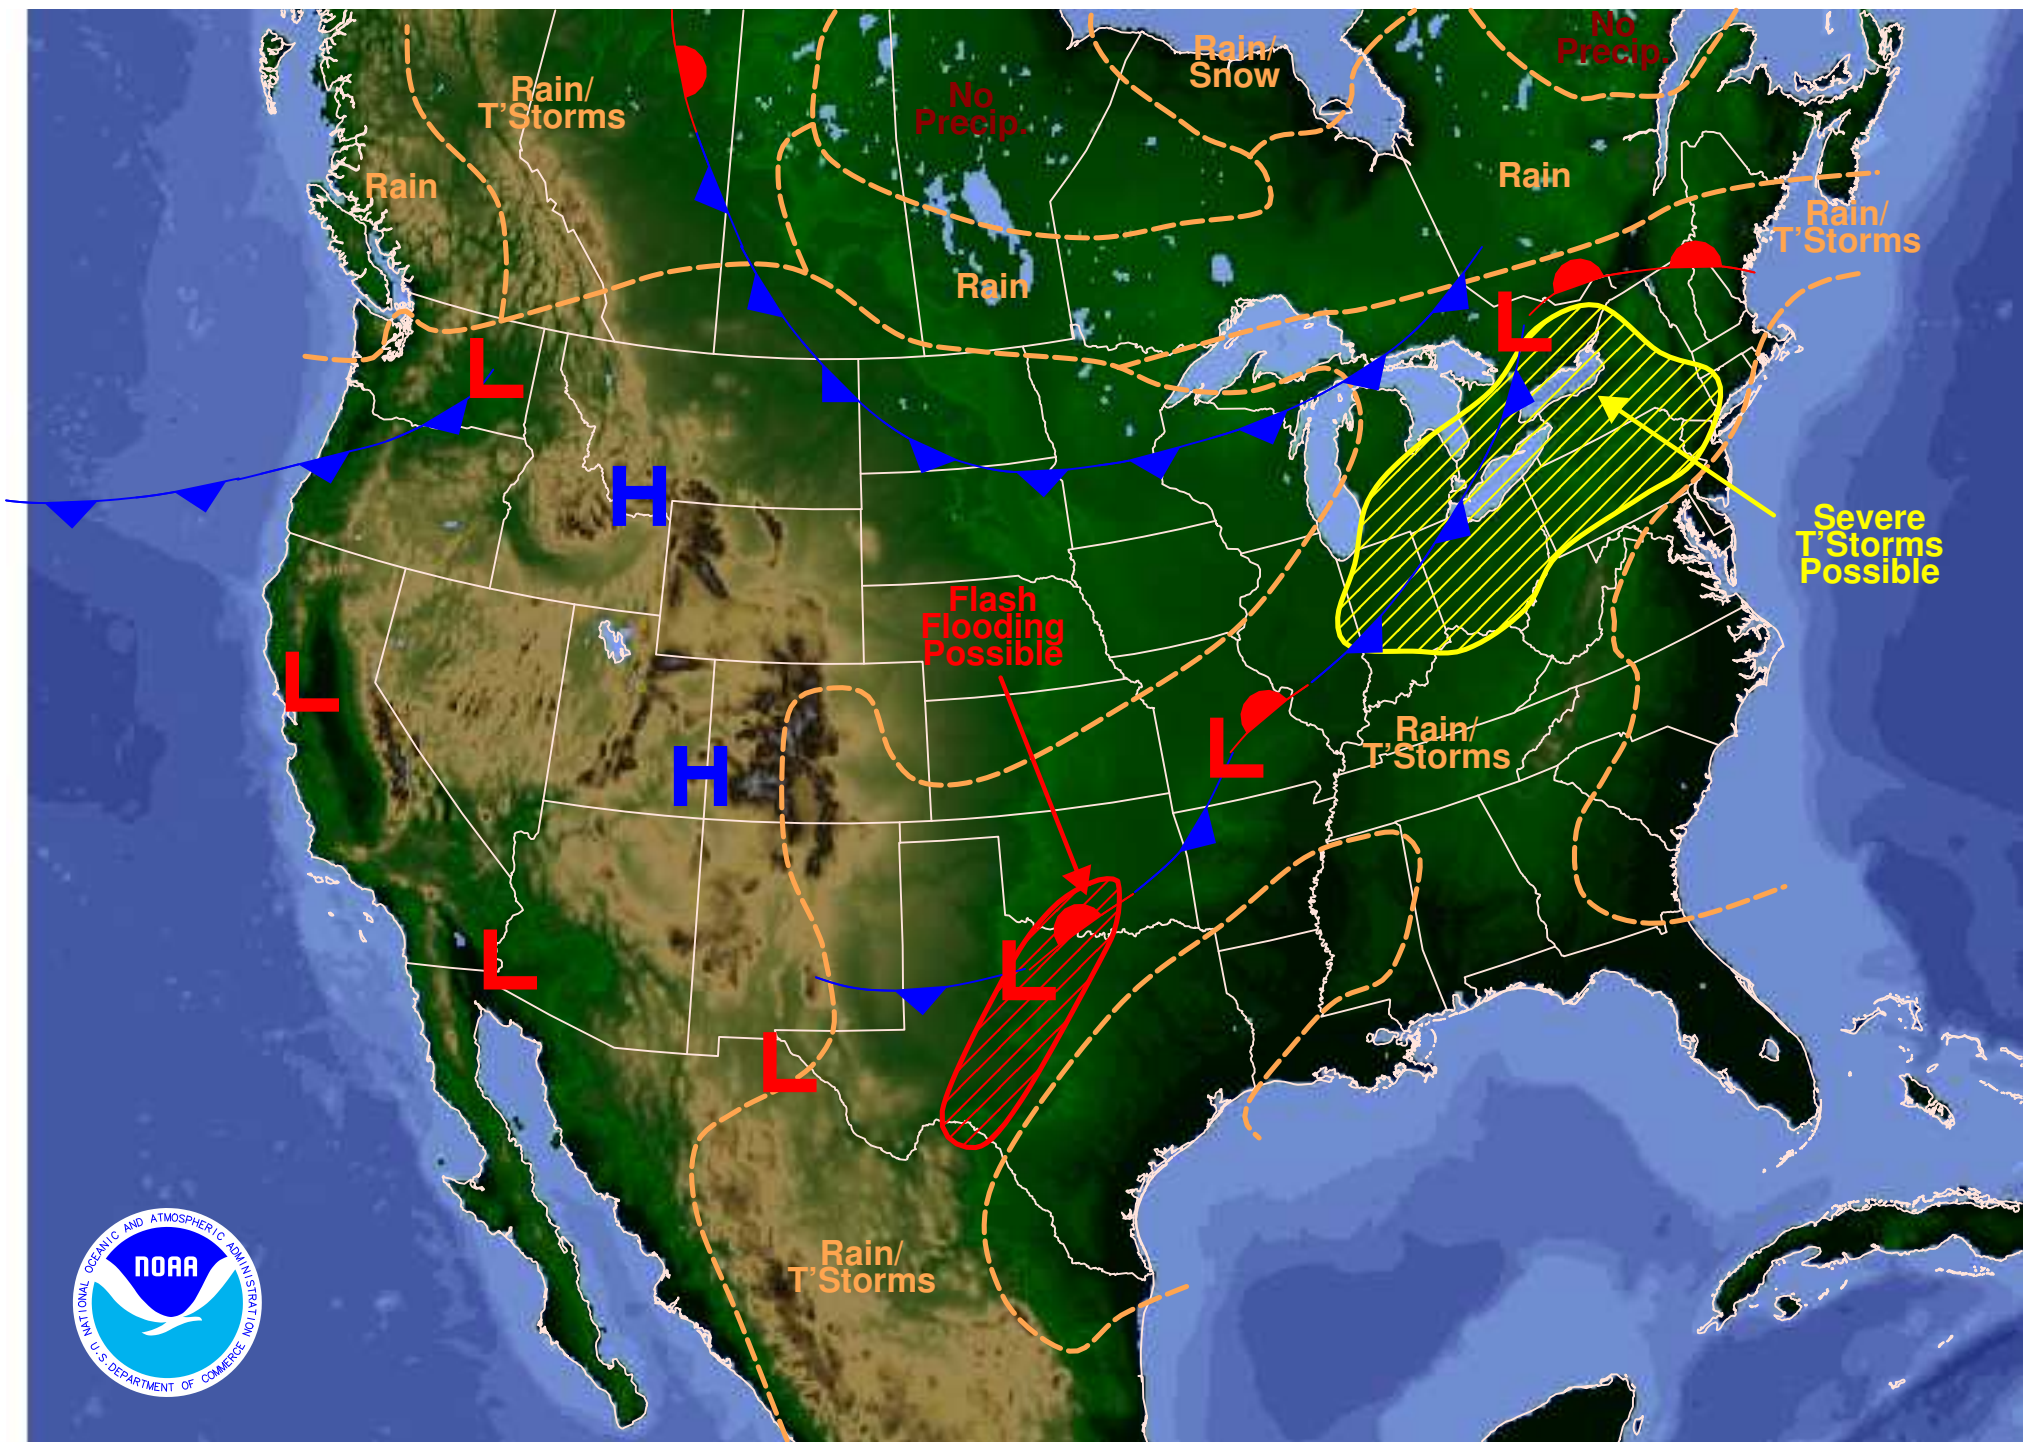 No
Precip.
Rain/
Snow
Rain/
T'Storms
No
Precip.
Rain
Rain
Rain/
T'Storms
Rain
L
L
H
Severe
T'Storms
Possible
Flash
Flooding
Possible
L
L
Rain/
T'Storms
H
L
L
L
Rain/
T'Storms
NATIONAL OCEANIC AND ATMOSPHERIC ADMINISTRATION
NOAA
U.S. DEPARTMENT OF COMMERCE